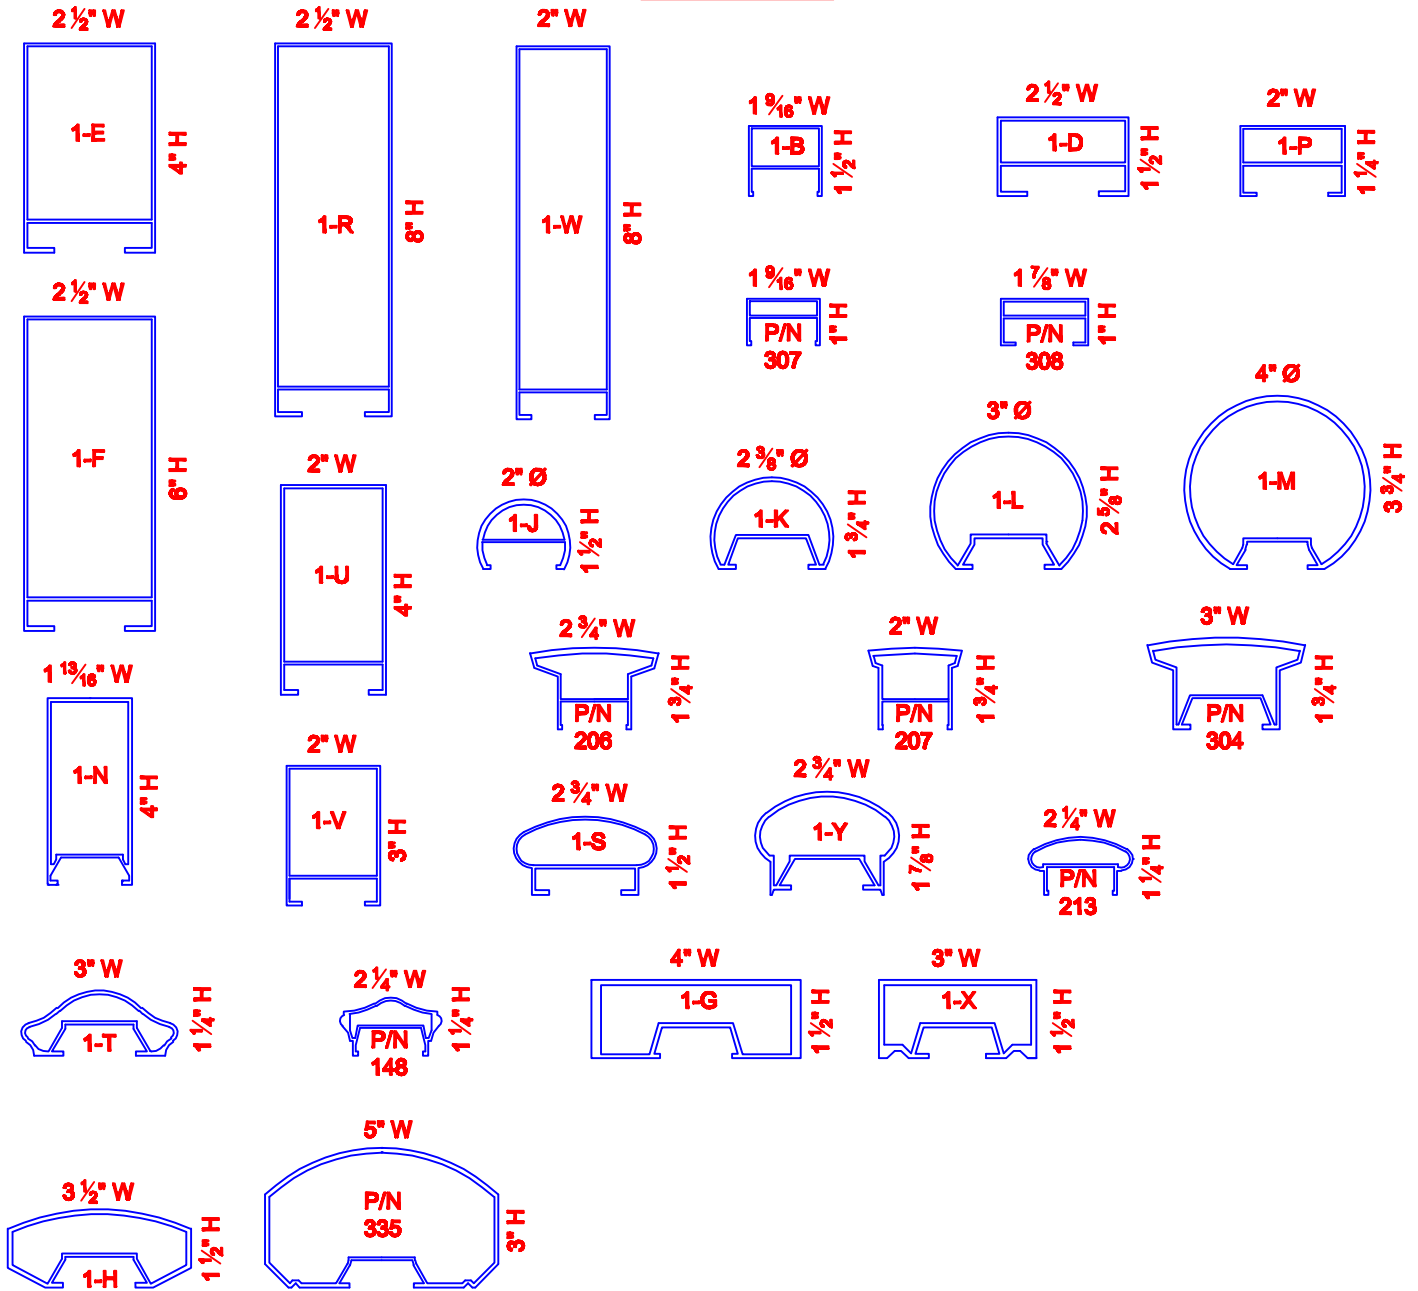 2 ½" W
1-E
4" H
2 ½" W
1-R
8" H
2" W
1-W
8" H
1 9⁄16" W
1-B
1 ½" H
2 ½" W
1-D
1 ½" H
2" W
1-P
1 ¼" H
1 9⁄16" W
P/N
307
1" H
1 ⅞" W
P/N
308
1" H
2 ½" W
1-F
6" H
2" W
1-U
4" H
2" Ø
1-J
1 ½" H
2 ⅜" Ø
1-K
1 ¾" H
3" Ø
1-L
2 ⅝" H
4" Ø
1-M
3 ¾" H
1 13⁄16" W
1-N
4" H
2" W
1-V
3" H
2 ¾" W
P/N
206
1 ¾" H
2" W
P/N
207
1 ¾" H
3" W
P/N
304
1 ¾" H
2 ¾" W
1-S
1 ½" H
2 ¾" W
1-Y
1 ⅞" H
2 ¼" W
P/N
213
1 ¼" H
3" W
1-T
1 ¼" H
2 ¼" W
P/N
148
1 ¼" H
4" W
1-G
1 ½" H
3" W
1-X
1 ½" H
3 ½" W
1-H
1 ½" H
5" W
P/N
335
3" H